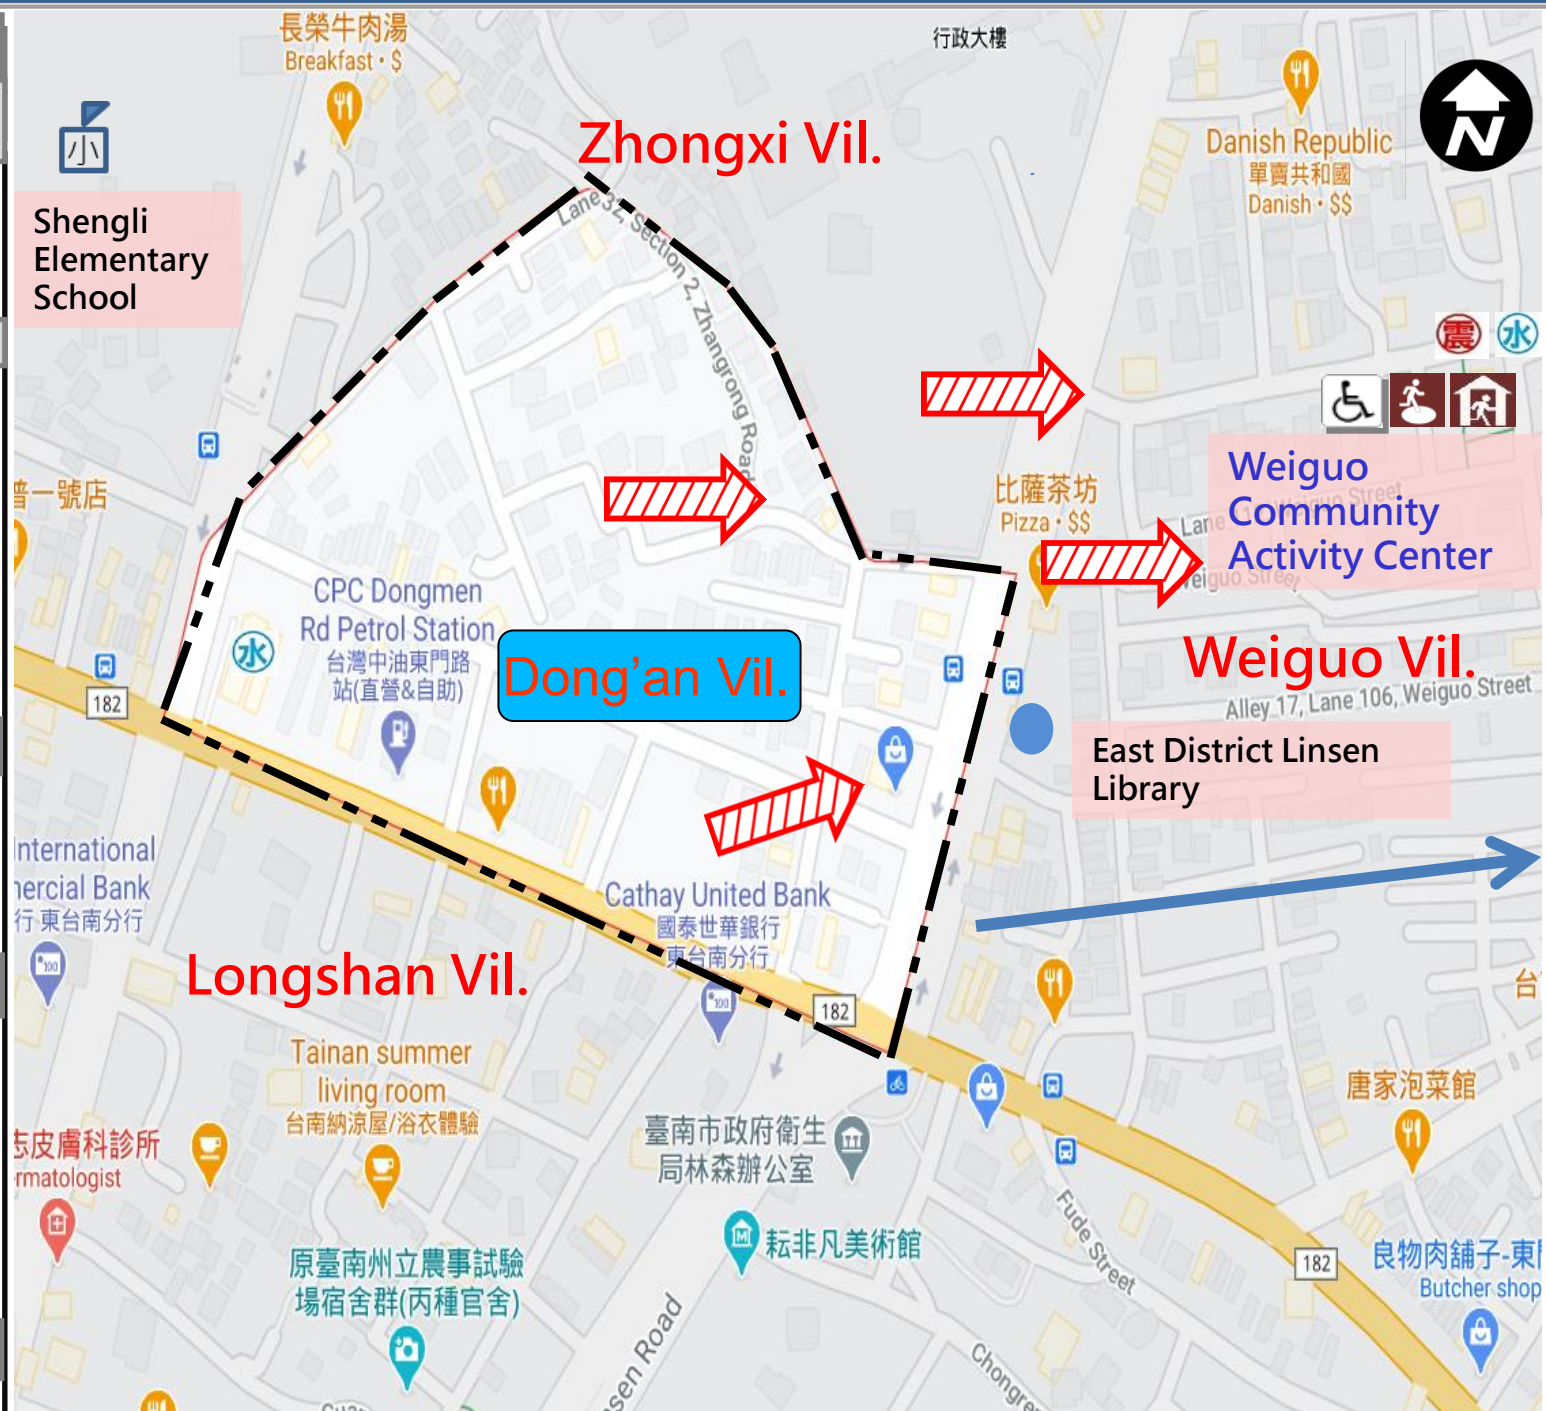 長榮牛肉湯
Breakfast • $
行政大樓
小
Shengli
Elementary
School
Zhongxi Vil.
Danish Republic
單賣共和國
Danish • $$
N
Lane 32, Section 2, Zhangrong Road
震
水
普一號店
比薩茶坊
Pizza • $$
Weiguo
Community
Activity Center
Weiguo Street
CPC Dongmen
Rd Petrol Station
台灣中油東門路
站(直營&自助)
水
Dong’an Vil.
Weiguo Vil.
Alley 17, Lane 106, Weiguo Street
182
East District Linsen
Library
International
行 東台南分行
Cathay United Bank
國泰世華銀行
東台南分行
Longshan Vil.
182
台
Tainan summer
living room
台南納涼屋/浴衣體驗
唐家泡菜館
志皮膚科診所
臺南市政府衛生
局林森辦公室
耘非凡美術館
Fude Street
原臺南州立農事試驗
場宿舍群(丙種官舍)
182
良物肉舖子-東
Butcher shop
Road